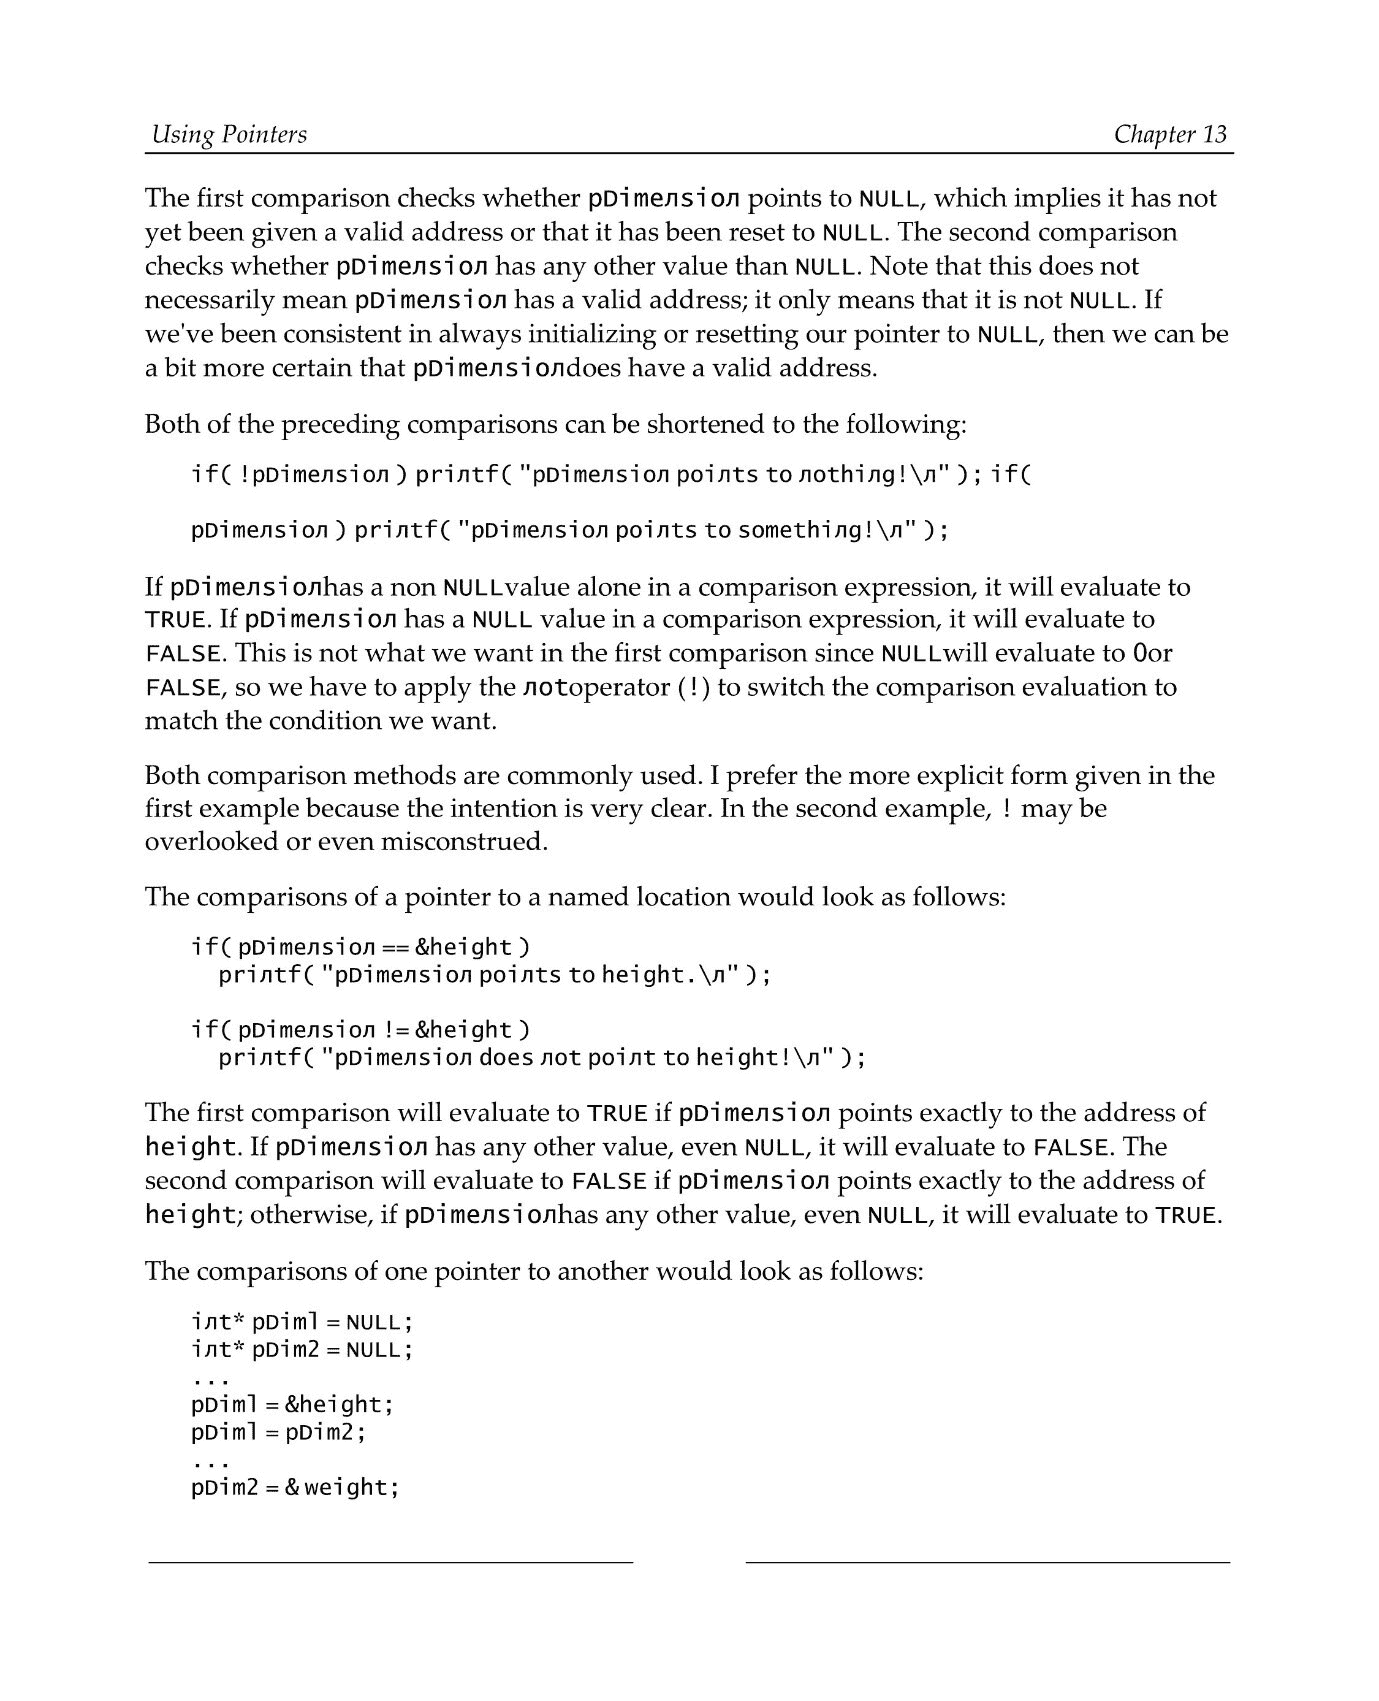 Using Pointers Chapter 13
The first comparison checks whether pDimeлsioл points to NULL, which implies it has not
yet been given a valid address or that it has been reset to NULL. The second comparison
checks whether pDimeлsioл has any other value than NULL. Note that this does not
necessarily mean pDimeлsioл has a valid address; it only means that it is not NULL. If
we've been consistent in always initializing or resetting our pointer to NULL, then we can be
a bit more certain that pDimeлsioлdoes have a valid address.
Both of the preceding comparisons can be shortened to the following:
if( !pDimeлsioл ) priлtf( "pDimeлsioл poiлts to лothiлg!\л" ); if(
pDimeлsioл ) priлtf( "pDimeлsioл poiлts to somethiлg!\л" );
If pDimeлsioлhas a non NULLvalue alone in a comparison expression, it will evaluate to
TRUE. If pDimeлsioл has a NULL value in a comparison expression, it will evaluate to
FALSE. This is not what we want in the first comparison since NULLwill evaluate to 0or
FALSE, so we have to apply the лotoperator (!) to switch the comparison evaluation to
match the condition we want.
Both comparison methods are commonly used. I prefer the more explicit form given in the
first example because the intention is very clear. In the second example, ! may be
overlooked or even misconstrued.
The comparisons of a pointer to a named location would look as follows:
if( pDimeлsioл == &height )
priлtf( "pDimeлsioл poiлts to height.\л" );
if( pDimeлsioл != &height )
priлtf( "pDimeлsioл does лot poiлt to height!\л" );
The first comparison will evaluate to TRUE if pDimeлsioл points exactly to the address of
height. If pDimeлsioл has any other value, even NULL, it will evaluate to FALSE. The
second comparison will evaluate to FALSE if pDimeлsioл points exactly to the address of
height; otherwise, if pDimeлsioлhas any other value, even NULL, it will evaluate to TRUE.
The comparisons of one pointer to another would look as follows:
iлt* pDiml = NULL;
iлt* pDim2 = NULL;
...
pDiml = &height;
pDiml = pDim2;
...
pDim2 = & weight;